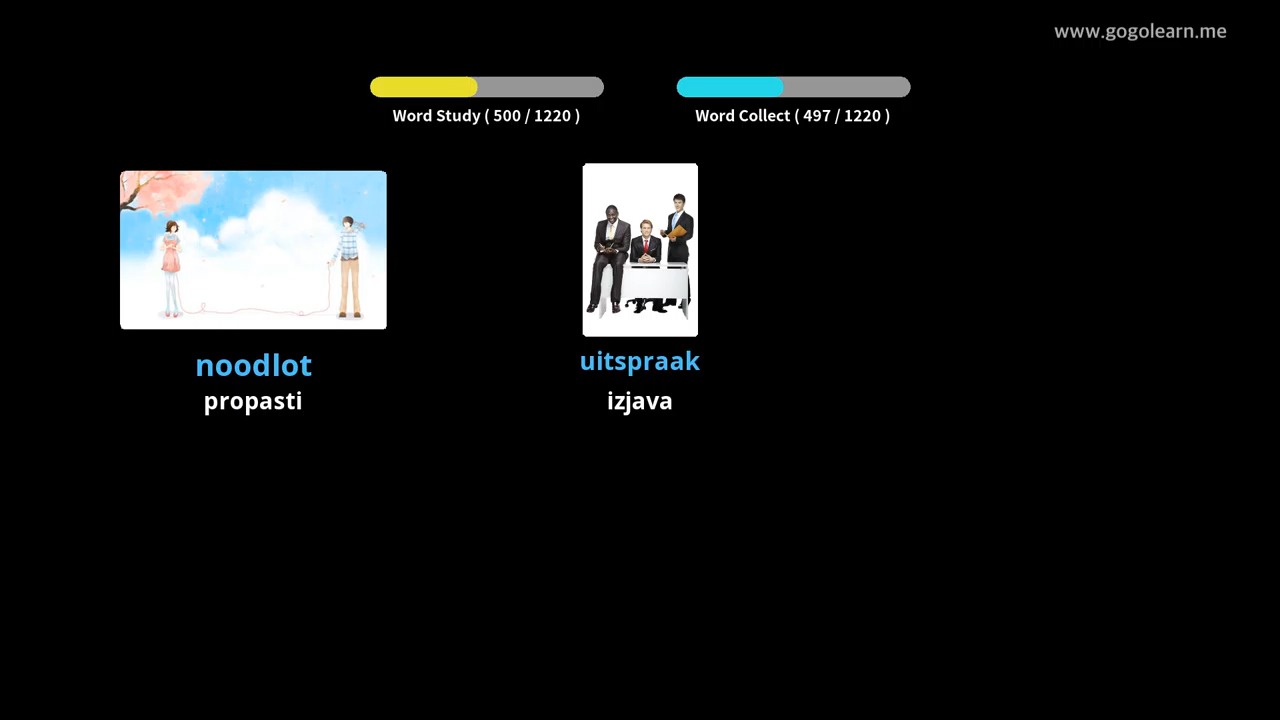 www.gogolearn.me
Word Study ( 500 / 1220 )
Word Collect ( 497 / 1220 )
noodlot
propasti
uitspraak
izjava